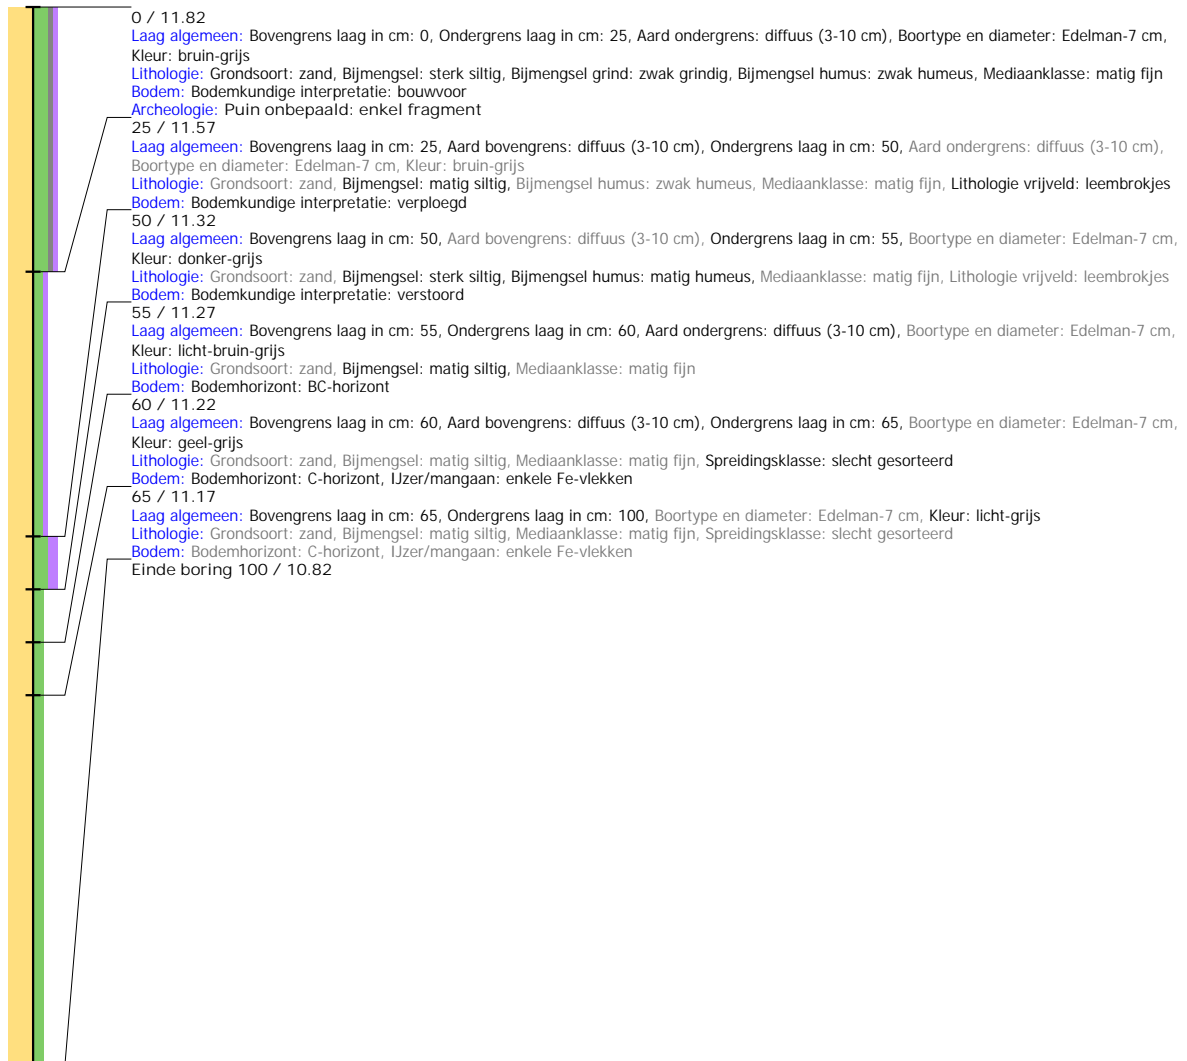 0 / 11.82
Laag algemeen: Bovengrens laag in cm: 0, Ondergrens laag in cm: 25, Aard ondergrens: diffuus (3-10 cm), Boortype en diameter: Edelman-7 cm,
Kleur: bruin-grijs
Lithologie: Grondsoort: zand, Bijmengsel: sterk siltig, Bijmengsel grind: zwak grindig, Bijmengsel humus: zwak humeus, Mediaanklasse: matig fijn
Bodem: Bodemkundige interpretatie: bouwvoor
Archeologie: Puin onbepaald: enkel fragment
25 / 11.57
Laag algemeen: Bovengrens laag in cm: 25, Aard bovengrens: diffuus (3-10 cm), Ondergrens laag in cm: 50, Aard ondergrens: diffuus (3-10 cm),
Boortype en diameter: Edelman-7 cm, Kleur: bruin-grijs
Lithologie: Grondsoort: zand, Bijmengsel: matig siltig, Bijmengsel humus: zwak humeus, Mediaanklasse: matig fijn, Lithologie vrijveld: leembrokjes
Bodem: Bodemkundige interpretatie: verploegd
50 / 11.32
Laag algemeen: Bovengrens laag in cm: 50, Aard bovengrens: diffuus (3-10 cm), Ondergrens laag in cm: 55, Boortype en diameter: Edelman-7 cm,
Kleur: donker-grijs
Lithologie: Grondsoort: zand, Bijmengsel: sterk siltig, Bijmengsel humus: matig humeus, Mediaanklasse: matig fijn, Lithologie vrijveld: leembrokjes
Bodem: Bodemkundige interpretatie: verstoord
55 / 11.27
Laag algemeen: Bovengrens laag in cm: 55, Ondergrens laag in cm: 60, Aard ondergrens: diffuus (3-10 cm), Boortype en diameter: Edelman-7 cm,
Kleur: licht-bruin-grijs
Lithologie: Grondsoort: zand, Bijmengsel: matig siltig, Mediaanklasse: matig fijn
Bodem: Bodemhorizont: BC-horizont
60 / 11.22
Laag algemeen: Bovengrens laag in cm: 60, Aard bovengrens: diffuus (3-10 cm), Ondergrens laag in cm: 65, Boortype en diameter: Edelman-7 cm,
Kleur: geel-grijs
Lithologie: Grondsoort: zand, Bijmengsel: matig siltig, Mediaanklasse: matig fijn, Spreidingsklasse: slecht gesorteerd
Bodem: Bodemhorizont: C-horizont, IJzer/mangaan: enkele Fe-vlekken
65 / 11.17
Laag algemeen: Bovengrens laag in cm: 65, Ondergrens laag in cm: 100, Boortype en diameter: Edelman-7 cm, Kleur: licht-grijs
Lithologie: Grondsoort: zand, Bijmengsel: matig siltig, Mediaanklasse: matig fijn, Spreidingsklasse: slecht gesorteerd
Bodem: Bodemhorizont: C-horizont, IJzer/mangaan: enkele Fe-vlekken
Einde boring 100 / 10.82